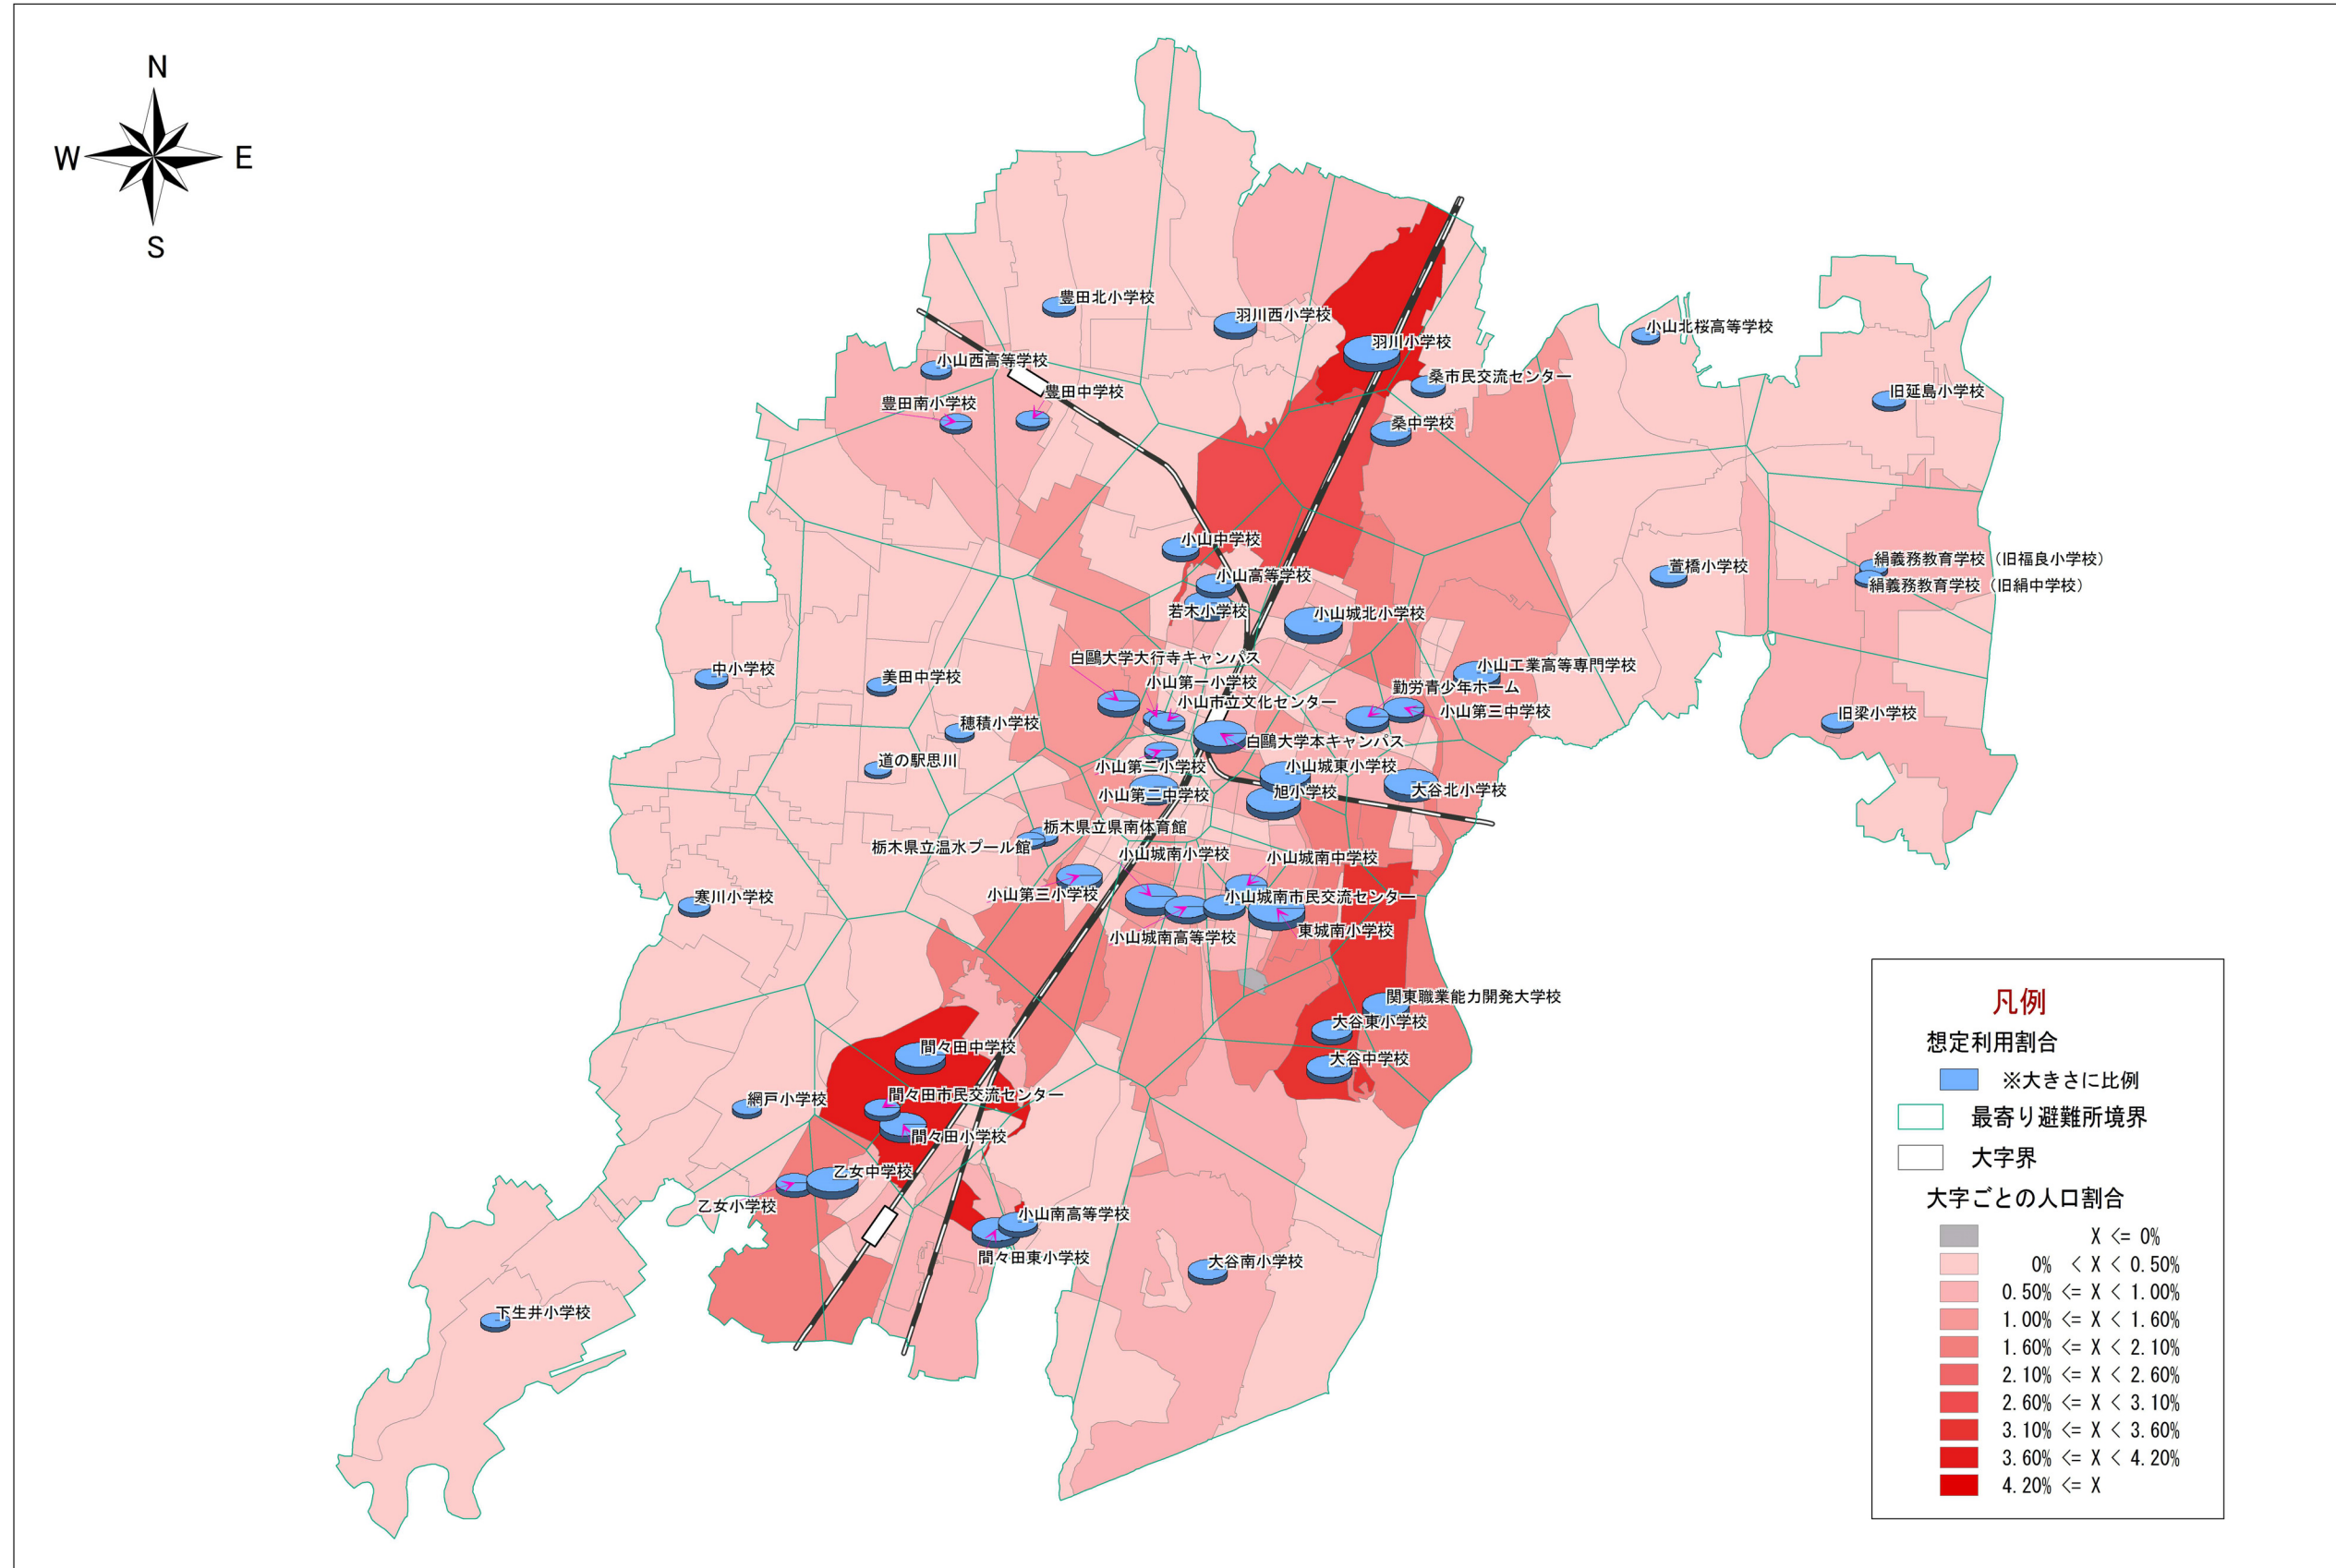 N
W
E
S
豊田北小学校
羽川西小学校
小山北桜高等学校
羽川小学校
小山西高等学校
桑市民交流センター
豊田中学校
旧延島小学校
豊田南小学校
桑中学校
小山中学校
絹義務教育学校（旧福良小学校）
萱橋小学校
小山高等学校
絹義務教育学校（旧絹中学校）
若木小学校
小山城北小学校
白鷗大学大行寺キャンパス
小山工業高等専門学校
中小学校
美田中学校
小山第一小学校
勤労青少年ホーム
小山市立文化センター
小山第三中学校
旧梁小学校
穂積小学校
白鷗大学本キャンパス
道の駅思川
小山第二小学校
小山城東小学校
大谷北小学校
小山第二中学校
旭小学校
栃木県立県南体育館
栃木県立温水プール館
小山城南小学校
小山城南中学校
小山第三小学校
寒川小学校
小山城南市民交流センター
東城南小学校
小山城南高等学校
関東職業能力開発大学校
大谷東小学校
間々田中学校
大谷中学校
網戸小学校
間々田市民交流センター
間々田小学校
乙女中学校
乙女小学校
小山南高等学校
間々田東小学校
大谷南小学校
下生井小学校
凡例
想定利用割合
※大きさに比例
最寄り避難所境界
大字界
大字ごとの人口割合
X <= 0%
0% < X < 0.50%
0.50% <= X < 1.00%
1.00% <= X < 1.60%
1.60% <= X < 2.10%
2.10% <= X < 2.60%
2.60% <= X < 3.10%
3.10% <= X < 3.60%
3.60% <= X < 4.20%
4.20% <= X